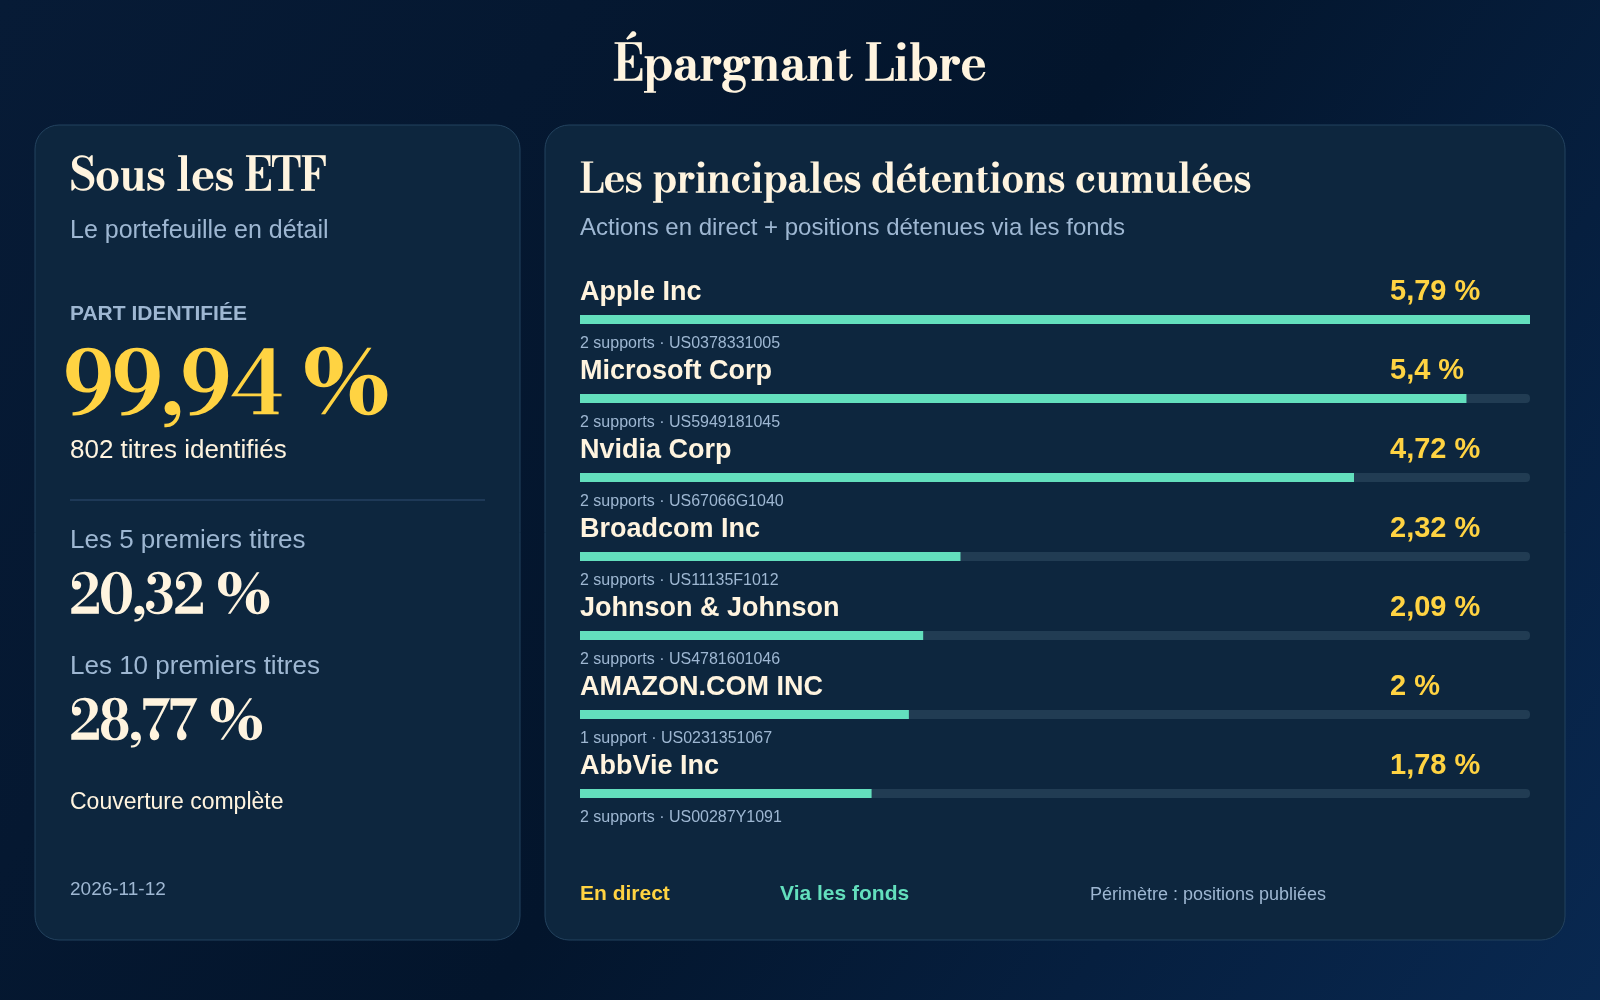 Épargnant Libre
Sous les ETF
Le portefeuille en détail
PART IDENTIFIÉE
99,94 %
802 titres identifiés
Les 5 premiers titres
20,32 %
Les 10 premiers titres
28,77 %
Couverture complète
2026-11-12
Les principales détentions cumulées
Actions en direct + positions détenues via les fonds
Apple Inc 5,79 %
2 supports · US0378331005
Microsoft Corp 5,4 %
2 supports · US5949181045
Nvidia Corp 4,72 %
2 supports · US67066G1040
Broadcom Inc 2,32 %
2 supports · US11135F1012
Johnson & Johnson 2,09 %
2 supports · US4781601046
AMAZON.COM INC 2 %
1 support · US0231351067
AbbVie Inc 1,78 %
2 supports · US00287Y1091
En direct Via les fonds Périmètre : positions publiées